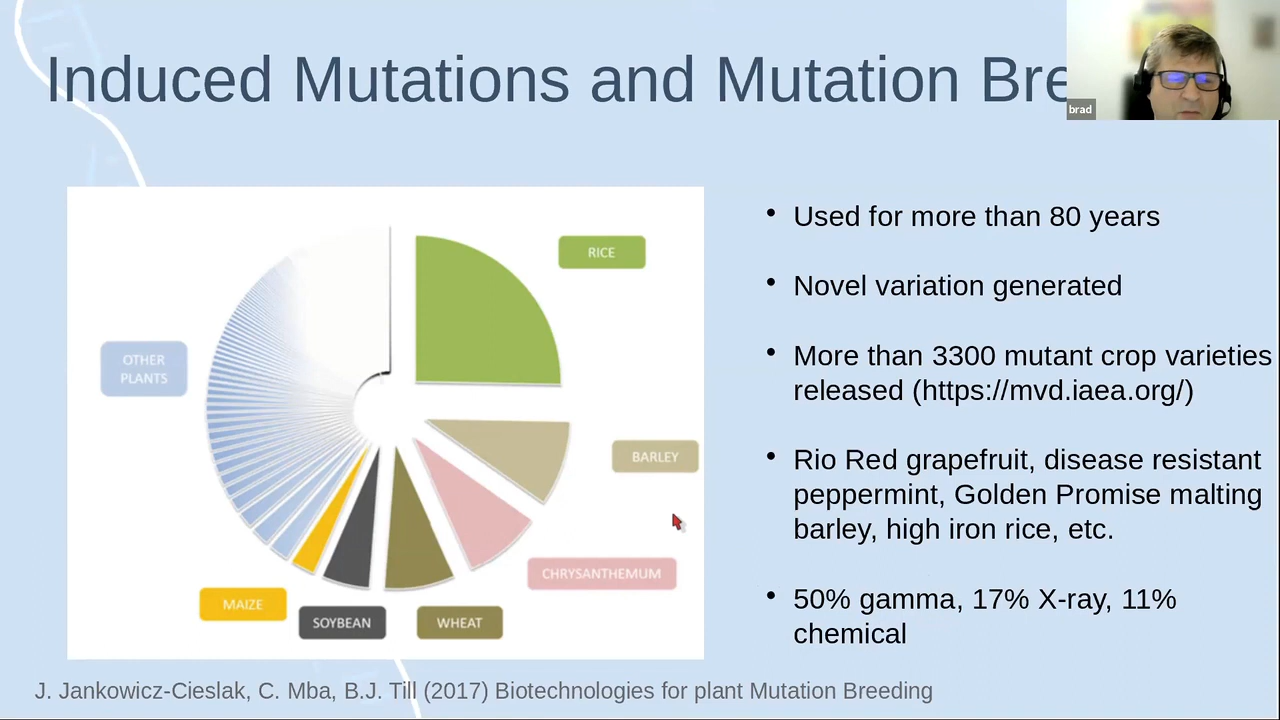 Induced Mutations and Mutation Bre
brad
RICE
OTHER
PLANTS
BARLEY
CHRYSANTHEMUM
MAIZE
SOYBEAN
WHEAT
• Used for more than 80 years
• Novel variation generated
• More than 3300 mutant crop varieties
released (https://mvd.iaea.org/)
• Rio Red grapefruit, disease resistant
peppermint, Golden Promise malting
barley, high iron rice, etc.
• 50% gamma, 17% X-ray, 11%
chemical
J. Jankowicz-Cieslak, C. Mba, B.J. Till (2017) Biotechnologies for plant Mutation Breeding